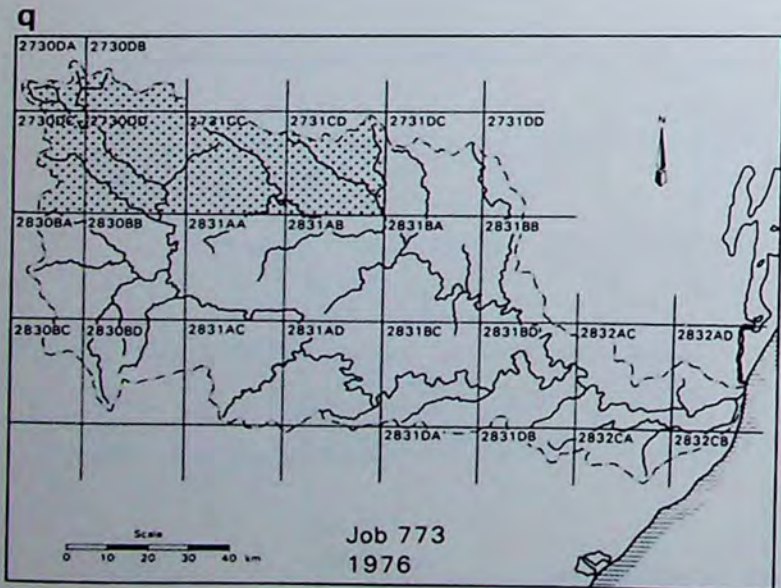 q
2730DA 2730DB
N
2730DC 2730DD 2731CC 2731CD 2731DC 2731DD
2830BA 2830BB 2831AA 2831AB 2831BA 2831BB
2830BC 2830BD 2831AC 2831AD 2831BC 2831BD 2832AC 2832AD
2831DA 2831DB 2832CA 2832CB
Scale
0 10 20 30 40 km
Job 773
1976